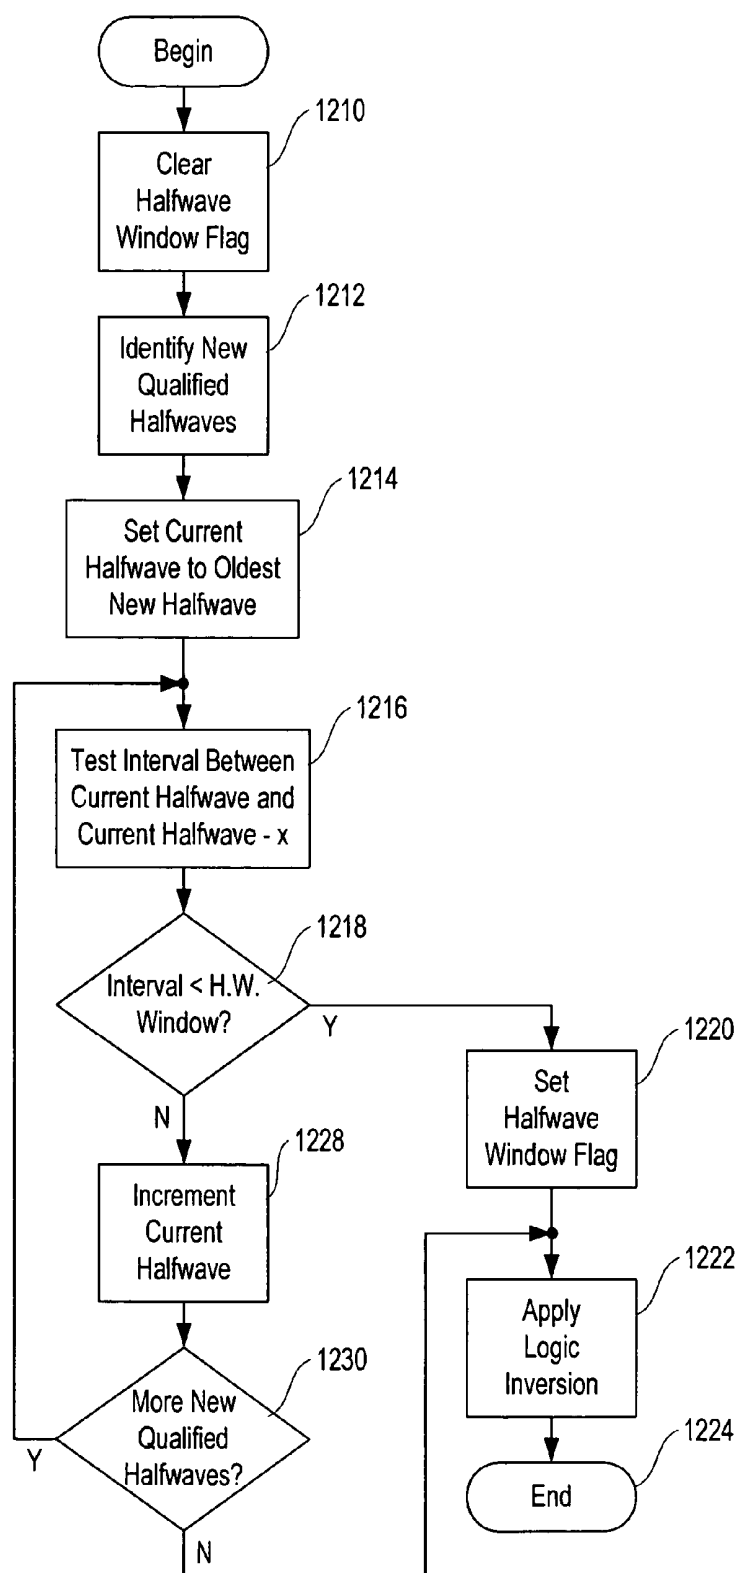 Begin
1210
Clear
Halfwave
Window Flag
1212
Identify New
Qualified
Halfwaves
1214
Set Current
Halfwave to Oldest
New Halfwave
1216
Test Interval Between
Current Halfwave and
Current Halfwave - x
1218
Interval < H.W.
Window?
Y
N
1220
Set
Halfwave
Window Flag
1228
Increment
Current
Halfwave
1222
Apply
Logic
Inversion
1230
More New
Qualified
Halfwaves?
Y
N
1224
End